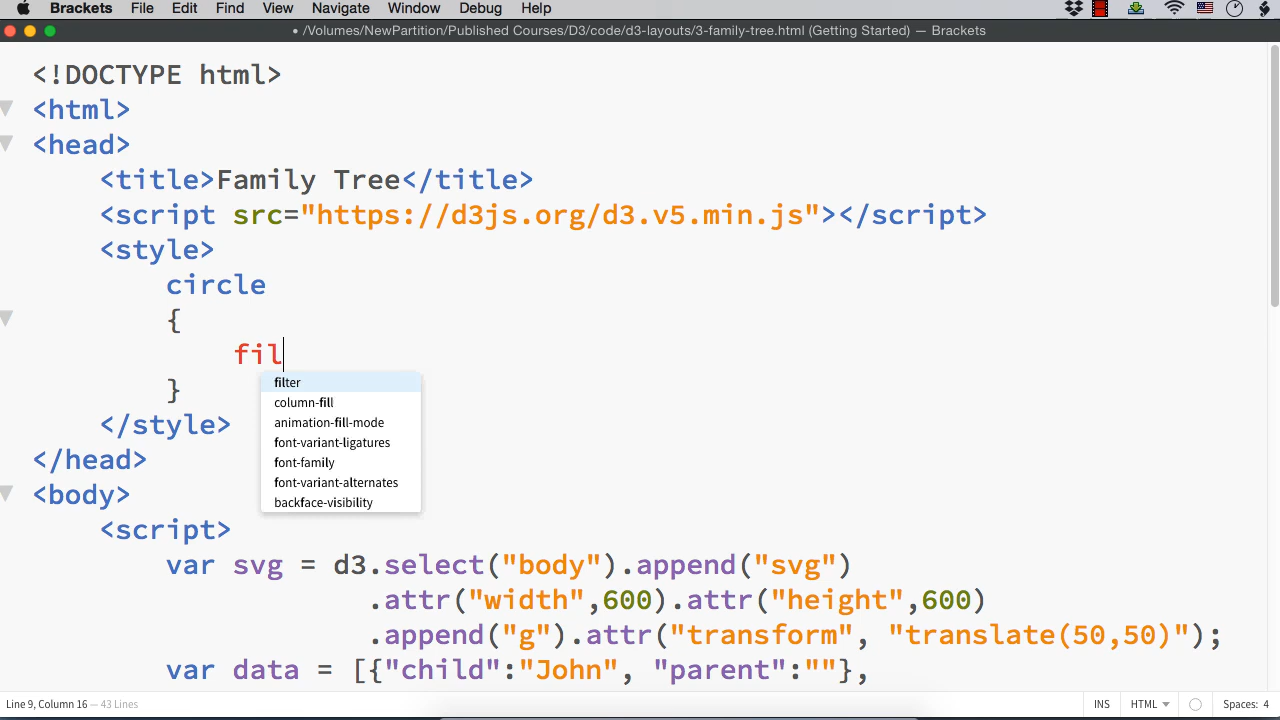 Brackets File Edit Find View Navigate Window Debug Help
• /Volumes/NewPartition/Published Courses/D3/code/d3-layouts/3-family-tree.html (Getting Started) — Brackets
<!DOCTYPE html>
<html>
<head>
<title>Family Tree</title>
<script src="https://d3js.org/d3.v5.min.js"></script>
<style>
circle
{
fil
filter
}
column-fill
animation-fill-mode
</style>
font-variant-ligatures
</head>
font-family
font-variant-alternates
<body>
backface-visibility
<script>
var svg = d3.select("body").append("svg")
.attr("width",600).attr("height",600)
.append("g").attr("transform", "translate(50,50)");
var data = [{"child":"John", "parent":""},
Line 9, Column 16 — 43 Lines INS HTML Spaces: 4